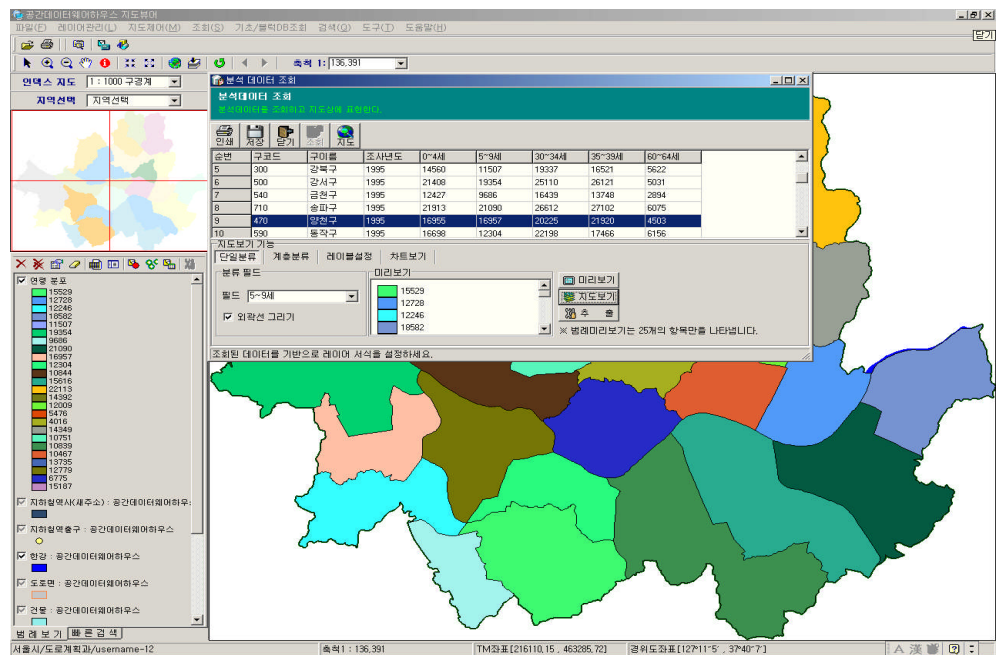 공간데이터웨어하우스 지도뷰어
파일(F) 레이어관리(L) 지도제어(M) 조회(S) 기초/블럭DB조회 검색(Q) 도구(T) 도움말(H)
닫기
축척 1: 136,391
인덱스 지도 1 : 1000 구경계
지역선택 지역선택
분석 데이터 조회
분석데이터 조회
분석데이터를 조회하고 지도상에 표현한다.
인쇄 저장 닫기 조회 지도
순번 구코드 구이름 조사년도 0~4세 5~9세 30~34세 35~39세 60~64세
5 300 강북구 1995 14560 11507 19337 16521 5622
6 500 강서구 1995 21408 19354 25110 26121 5031
7 540 금천구 1995 12427 9686 16439 13748 2894
8 710 송파구 1995 21913 21090 26612 27102 6075
9 470 양천구 1995 16955 16957 20225 21920 4503
10 590 동작구 1995 16698 12304 22198 17466 6156
지도보기 기능
단일분류 계층분류 레이블설정 차트보기
분류 필드
필드 5~9세
외곽선 그리기
미리보기
15529
12728
12246
18582
미리보기
지도보기
추 출
※ 범례미리보기는 25개의 항목만을 나타냅니다.
조회된 데이터를 기반으로 레이어 서식을 설정하세요.
연령 분포
15529
12728
12246
18582
11507
19354
9686
21090
16957
12304
10844
15616
22113
14392
12009
5476
4016
14349
10751
10839
10467
13735
12779
6775
15187
지하철역사(새주소) : 공간데이터웨어하우스
지하철역출구 : 공간데이터웨어하우스
한강 : 공간데이터웨어하우스
도로면 : 공간데이터웨어하우스
건물 : 공간데이터웨어하우스
범 례 보 기 빠 른 검 색
서울시/도로계획과/username-12 축척1 : 136,391 TM좌표[216110,15 , 463285,72] 경위도좌표[127º11˝5´ , 37º40˝7´]
A 漢